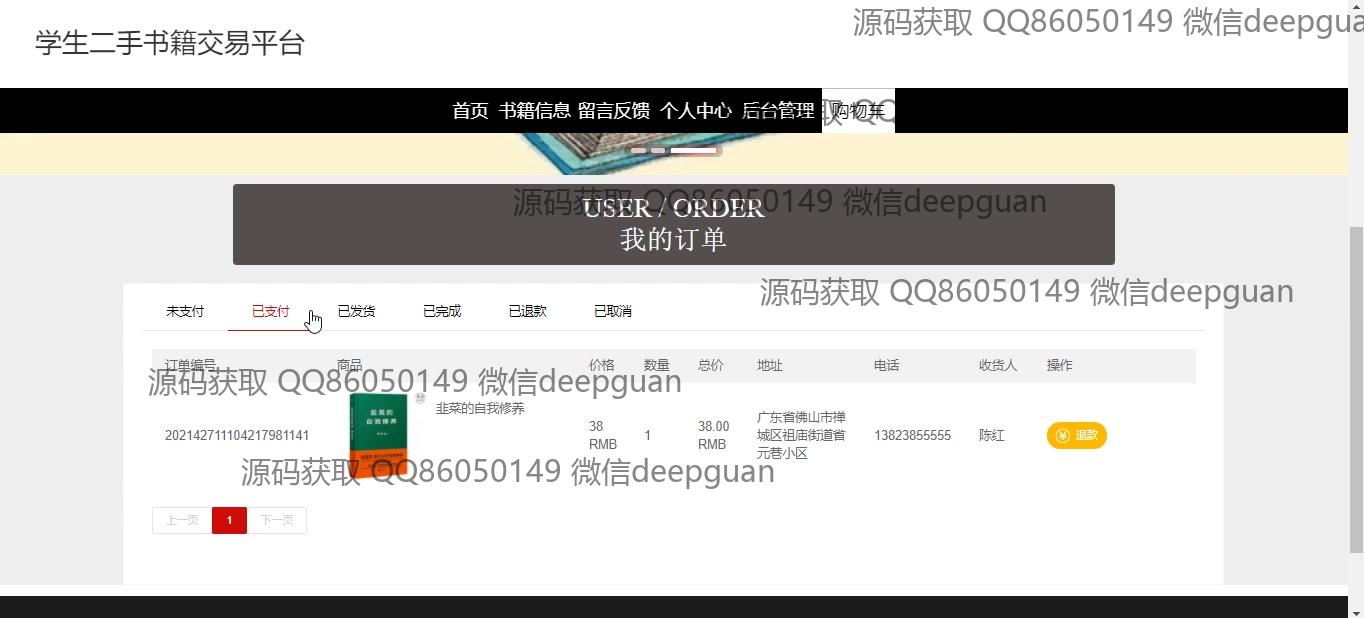 源码获取 QQ86050149 微信deepgua
学生二手书籍交易平台
首页 书籍信息 留言反馈 个人中心 后台管理 购物车
源码获取 QQ86050149 微信deepguan
USER / ORDER
我的订单
源码获取 QQ86050149 微信deepguan
未支付 已支付 已发货 已完成 已退款 已取消
订单编号 商品 价格 数量 总价 地址 电话 收货人 操作
源码获取 QQ86050149 微信deepguan
韭菜的
自我修养
韭菜的自我修养
202142711104217981141
38
RMB
1
38.00
RMB
广东省佛山市禅
城区祖庙街道省
元巷小区
13823855555
陈红
退款
源码获取 QQ86050149 微信deepguan
上一页 1 下一页